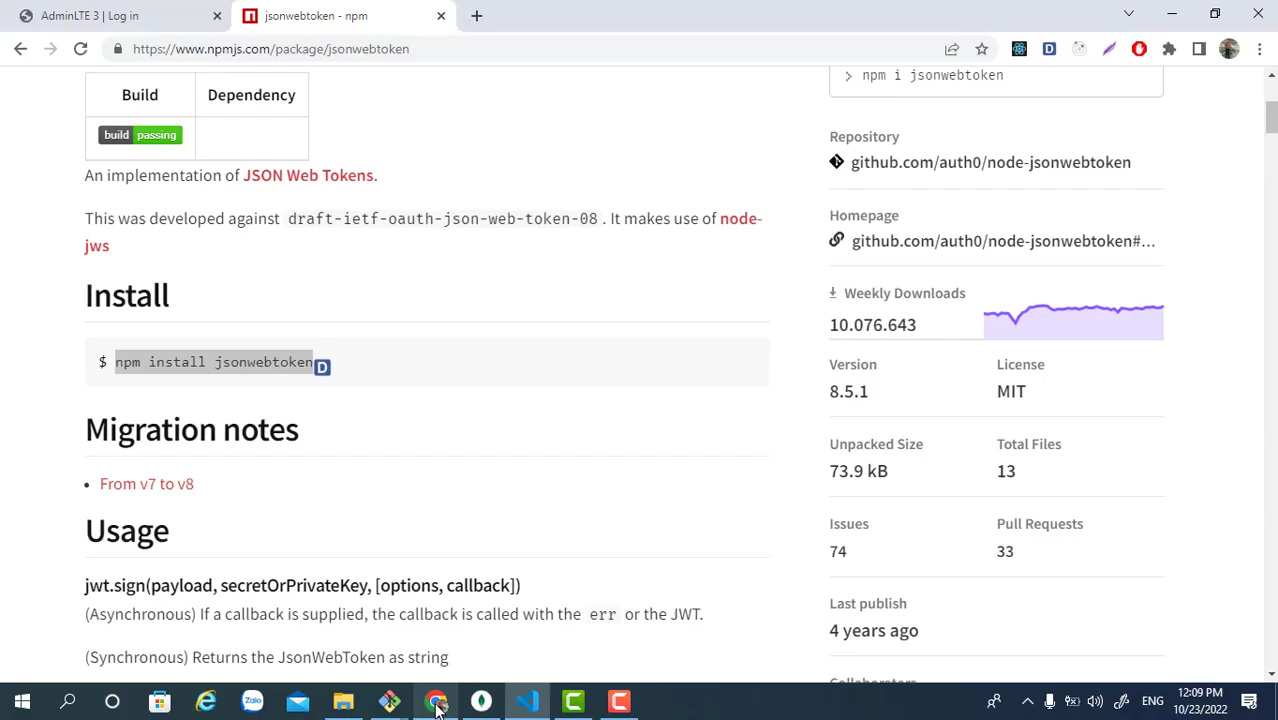 AdminLTE 3 | Log in
jsonwebtoken - npm
https://www.npmjs.com/package/jsonwebtoken
Build Dependency
build passing
An implementation of JSON Web Tokens.
This was developed against draft-ietf-oauth-json-web-token-08. It makes use of node-
jws
Install
$ npm install jsonwebtoken
D
Migration notes
• From v7 to v8
Usage
jwt.sign(payload, secretOrPrivateKey, [options, callback])
(Asynchronous) If a callback is supplied, the callback is called with the err or the JWT.
(Synchronous) Returns the JsonWebToken as string
> npm i jsonwebtoken
Repository
github.com/auth0/node-jsonwebtoken
Homepage
github.com/auth0/node-jsonwebtoken#...
Weekly Downloads
10.076.643
Version License
8.5.1 MIT
Unpacked Size Total Files
73.9 kB 13
Issues Pull Requests
74 33
Last publish
4 years ago
Collaborators
Zalo
ENG
12:09 PM
10/23/2022